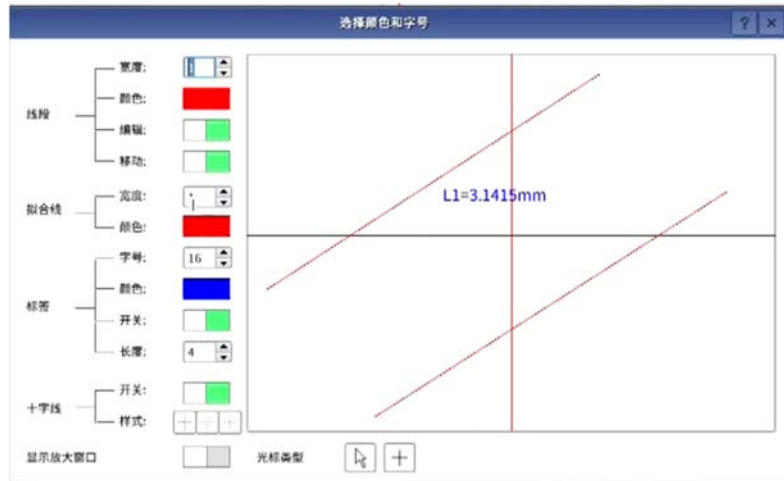 选择颜色和字号
? ×
线段
宽度:
颜色:
编辑:
移动:
拟合线
宽度:
颜色:
标签
字号: 16
颜色:
开关:
长度: 4
十字线
开关:
样式:
显示放大窗口
光标类型
L1=3.1415mm